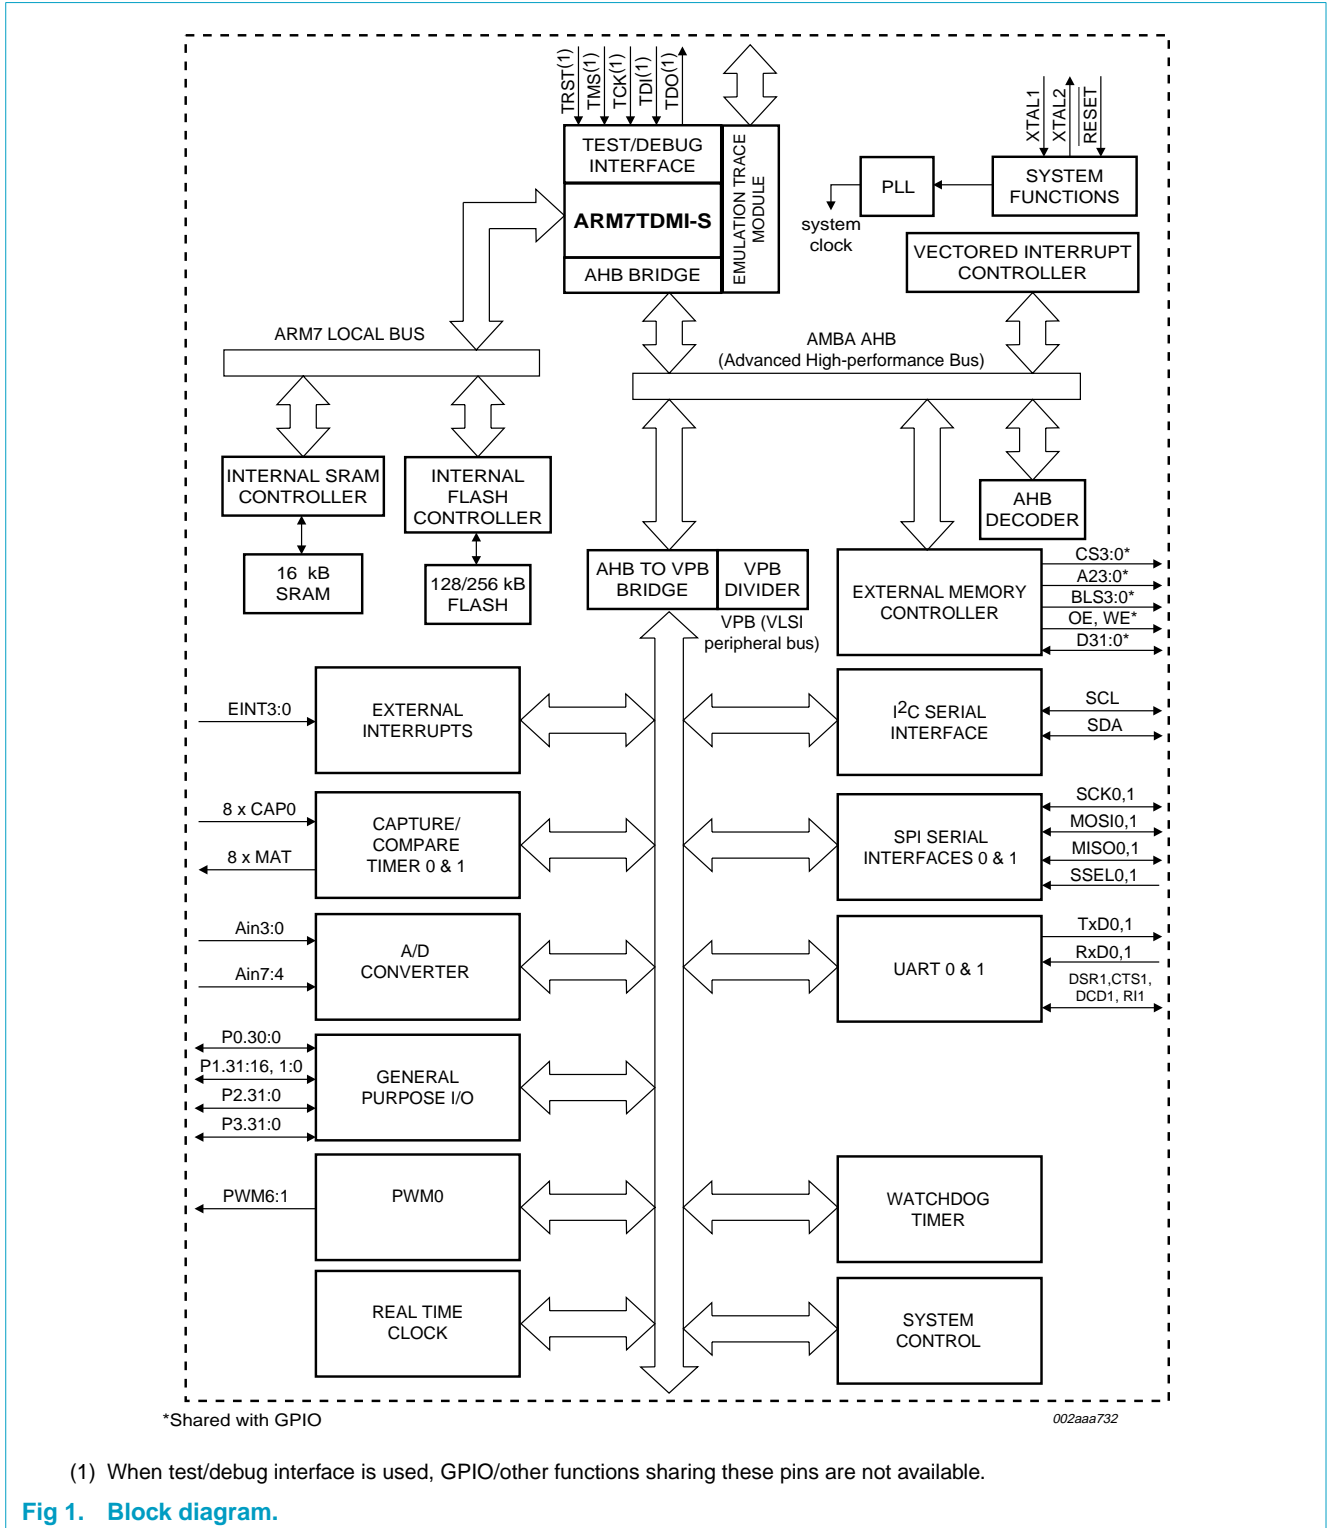 TRST(1)
TMS(1)
TCK(1)
TDI(1)
TDO(1)
TEST/DEBUG
INTERFACE
ARM7TDMI-S
AHB BRIDGE
EMULATION TRACE
MODULE
XTAL1
XTAL2
RESET
SYSTEM
FUNCTIONS
PLL
system
clock
VECTORED INTERRUPT
CONTROLLER
ARM7 LOCAL BUS
AMBA AHB
(Advanced High-performance Bus)
INTERNAL SRAM
CONTROLLER
INTERNAL
FLASH
CONTROLLER
16 kB
SRAM
128/256 kB
FLASH
AHB
DECODER
AHB TO VPB
BRIDGE
VPB
DIVIDER
VPB (VLSI
peripheral bus)
EXTERNAL MEMORY
CONTROLLER
CS3:0*
A23:0*
BLS3:0*
OE, WE*
D31:0*
EINT3:0
EXTERNAL
INTERRUPTS
I2C SERIAL
INTERFACE
SCL
SDA
8 x CAP0
8 x MAT
CAPTURE/
COMPARE
TIMER 0 & 1
SPI SERIAL
INTERFACES 0 & 1
SCK0,1
MOSI0,1
MISO0,1
SSEL0,1
Ain3:0
Ain7:4
A/D
CONVERTER
UART 0 & 1
TxD0,1
RxD0,1
DSR1,CTS1,
DCD1, RI1
P0.30:0
P1.31:16, 1:0
P2.31:0
P3.31:0
GENERAL
PURPOSE I/O
PWM6:1
PWM0
WATCHDOG
TIMER
REAL TIME
CLOCK
SYSTEM
CONTROL
*Shared with GPIO
002aaa732
(1) When test/debug interface is used, GPIO/other functions sharing these pins are not available.
Fig 1. Block diagram.